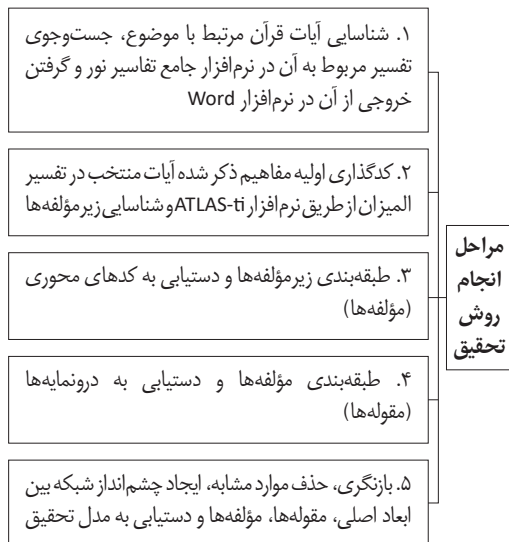 ۱. شناسایی آیات قرآن مرتبط با موضوع، جست‌وجوی
تفسیر مربوط به آن در نرم‌افزار جامع تفاسیر نور و گرفتن
خروجی از آن در نرم‌افزار Word
۲. کدگذاری اولیه مفاهیم ذکر شده آیات منتخب در تفسیر
المیزان از طریق نرم‌افزار ATLAS-ti و شناسایی زیرمؤلفه‌ها
۳. طبقه‌بندی زیرمؤلفه‌ها و دستیابی به کدهای محوری
(مؤلفه‌ها)
۴. طبقه‌بندی مؤلفه‌ها و دستیابی به درونمایه‌ها
(مقوله‌ها)
۵. بازنگری، حذف موارد مشابه، ایجاد چشم‌انداز شبکه بین
ابعاد اصلی، مقوله‌ها، مؤلفه‌ها و دستیابی به مدل تحقیق
مراحل
انجام
روش
تحقیق